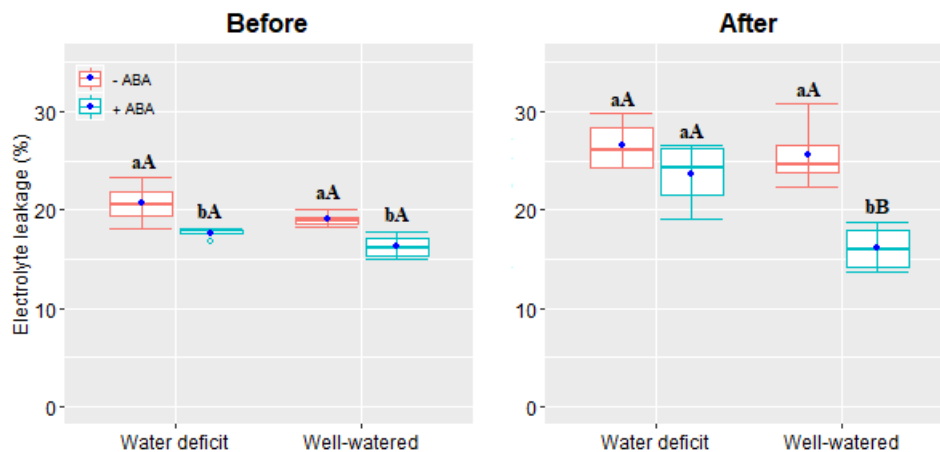 Before
After
Electrolyte leakage (%)
30
20
10
0
- ABA
+ ABA
aA
bA
aA
bA
Water deficit
Well-watered
30
20
10
0
aA
aA
aA
bB
Water deficit
Well-watered